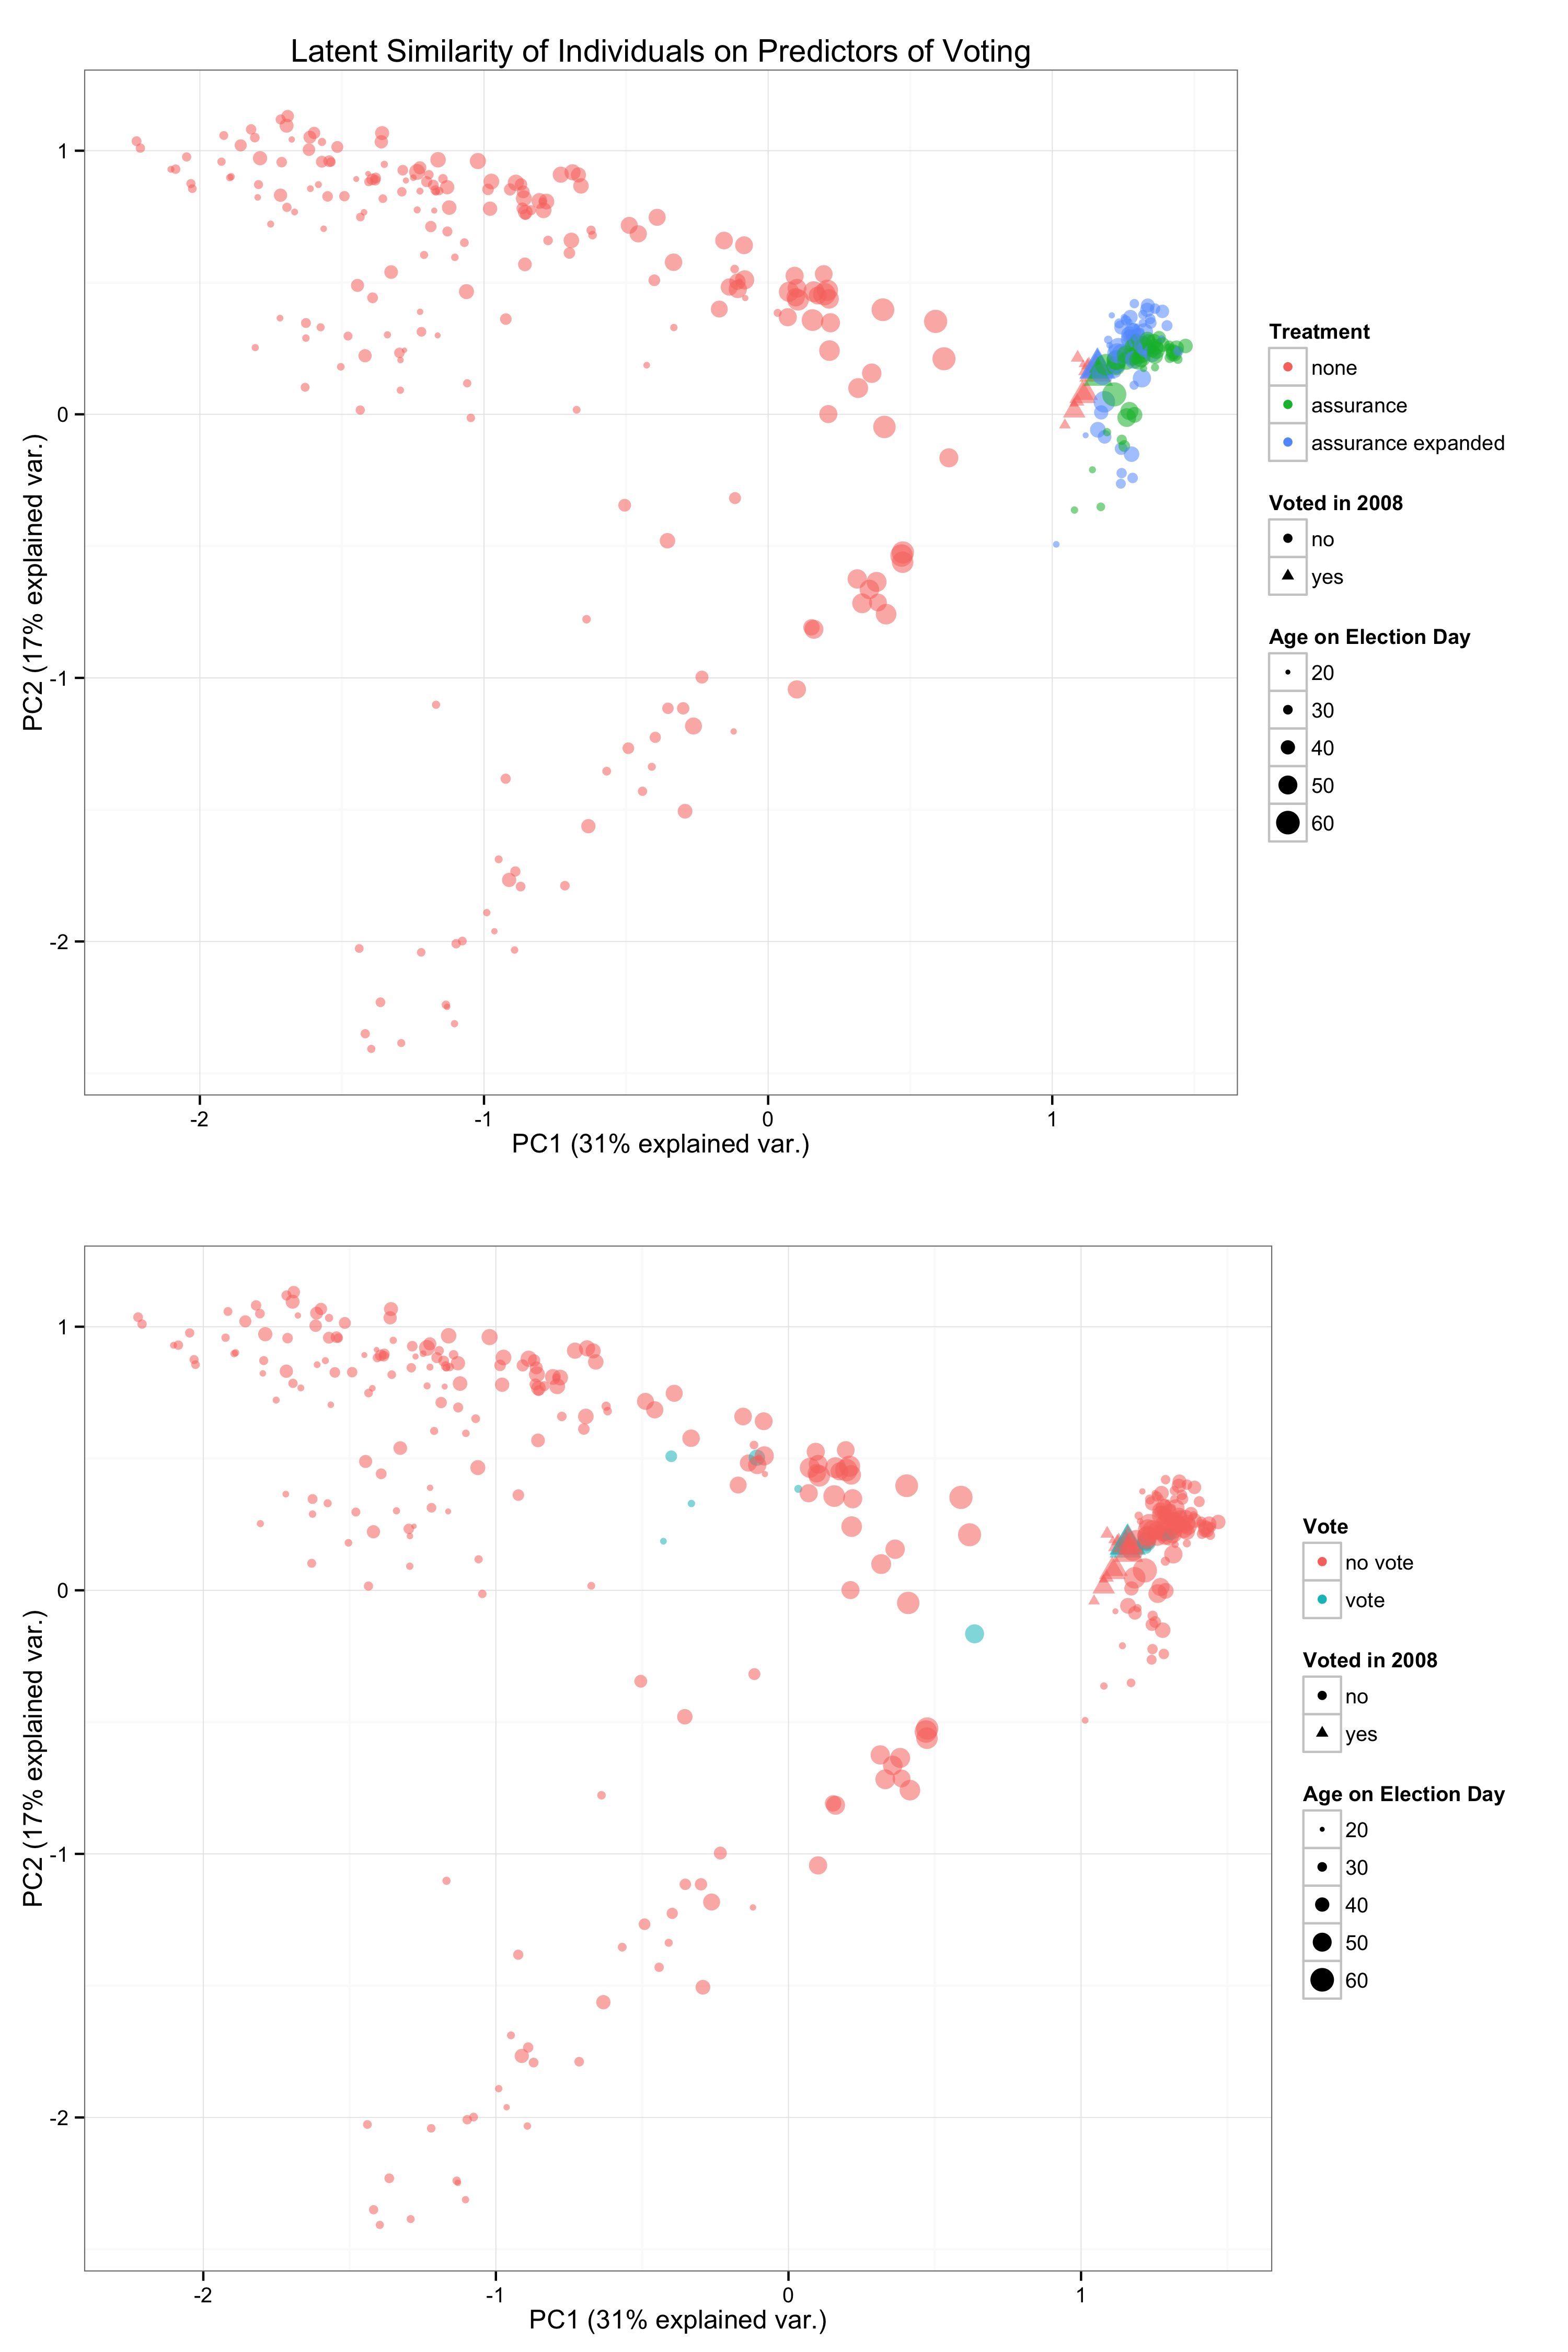 Latent Similarity of Individuals on Predictors of Voting
1
0
-1
-2
PC2 (17% explained var.)
-2
-1
0
1
PC1 (31% explained var.)
Treatment
none
assurance
assurance expanded
Voted in 2008
no
yes
Age on Election Day
20
30
40
50
60
1
0
-1
-2
PC2 (17% explained var.)
-2
-1
0
1
PC1 (31% explained var.)
Vote
no vote
vote
Voted in 2008
no
yes
Age on Election Day
20
30
40
50
60